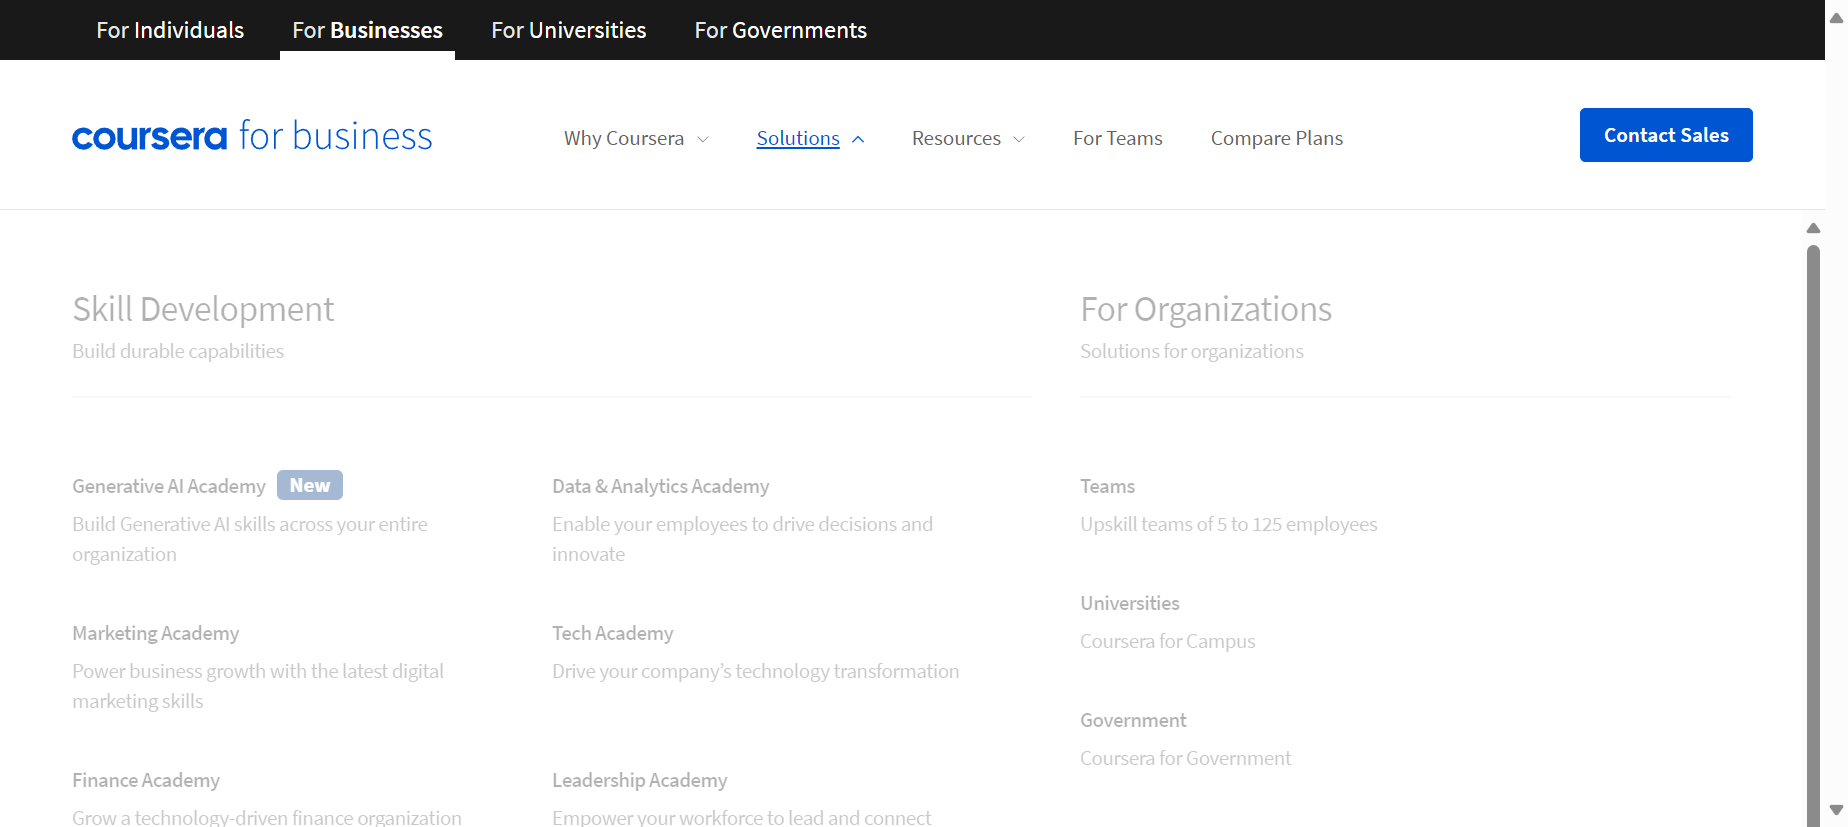 For Individuals
For Businesses
For Universities
For Governments
coursera for business
Why Coursera
Solutions
Resources
For Teams
Compare Plans
Contact Sales
Skill Development
Build durable capabilities
For Organizations
Solutions for organizations
Generative AI Academy New
Build Generative AI skills across your entire
organization
Data & Analytics Academy
Enable your employees to drive decisions and
innovate
Teams
Upskill teams of 5 to 125 employees
Marketing Academy
Power business growth with the latest digital
marketing skills
Tech Academy
Drive your company’s technology transformation
Universities
Coursera for Campus
Government
Coursera for Government
Finance Academy
Grow a technology-driven finance organization
Leadership Academy
Empower your workforce to lead and connect